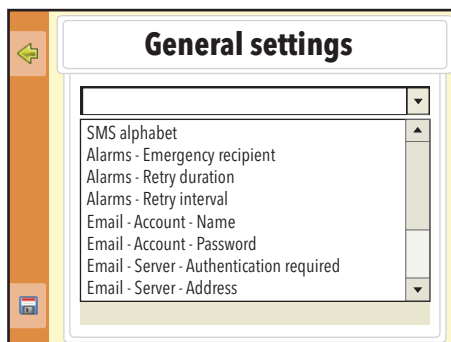 General settings
SMS alphabet
Alarms - Emergency recipient
Alarms - Retry duration
Alarms - Retry interval
Email - Account - Name
Email - Account - Password
Email - Server - Authentication required
Email - Server - Address